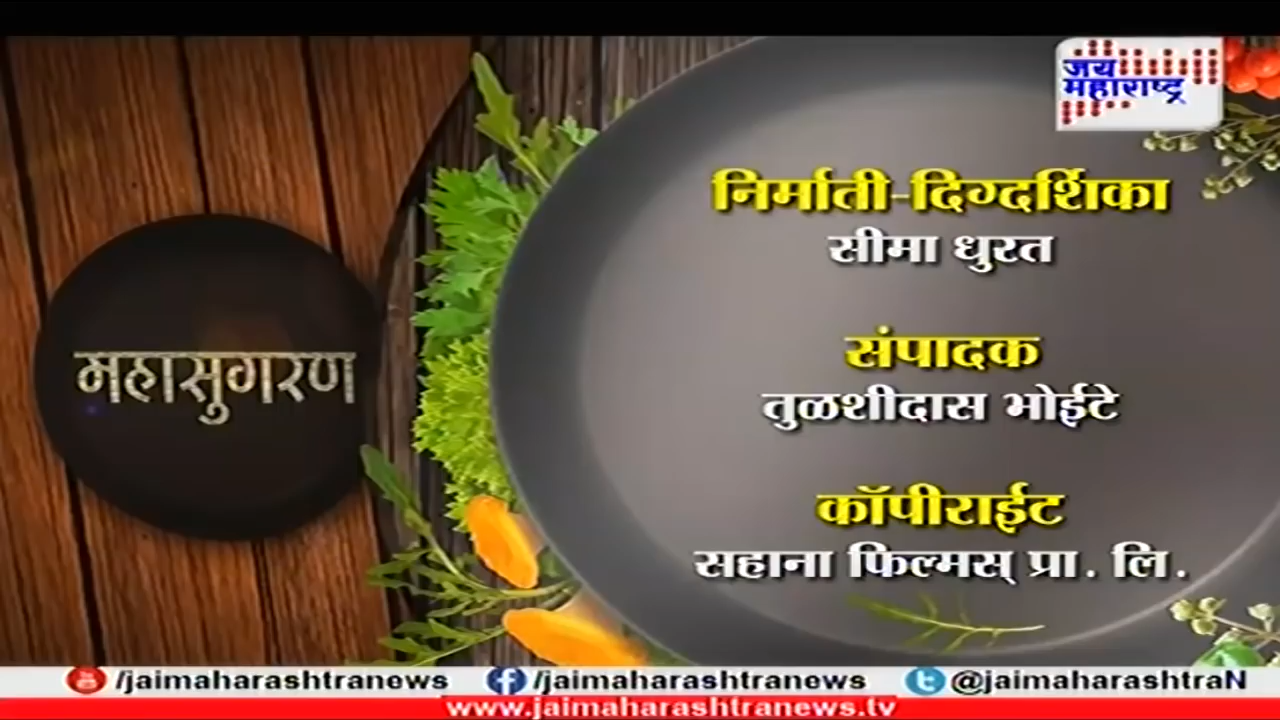 जय
महाराष्ट्र
निर्माती-दिग्दर्शिका
सीमा धुरत
संपादक
तुळशीदास भोईटे
कॉपीराईट
सहाना फिल्मस् प्रा. लि.
महासुगरण
/jaimaharashtranews /jaimaharashtranews @jaimaharashtraN
www.jaimaharashtranews.tv